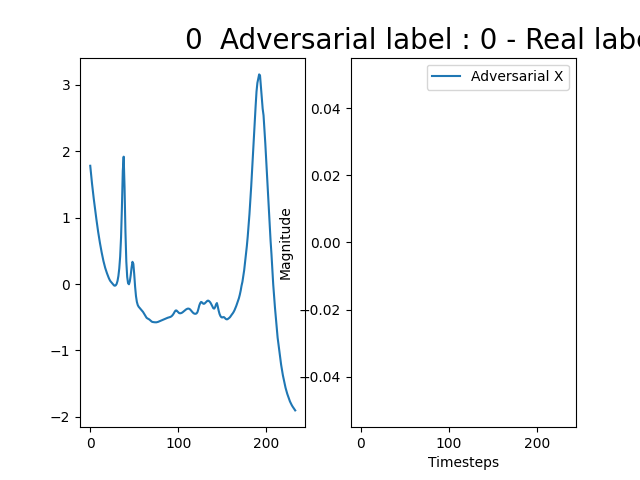 0  Adversarial label : 0 - Real labe
3
2
1
0
−1
−2
0 100 200
Magnitude
0.04
0.02
0.00
−0.02
−0.04
Adversarial X
0 100 200
Timesteps